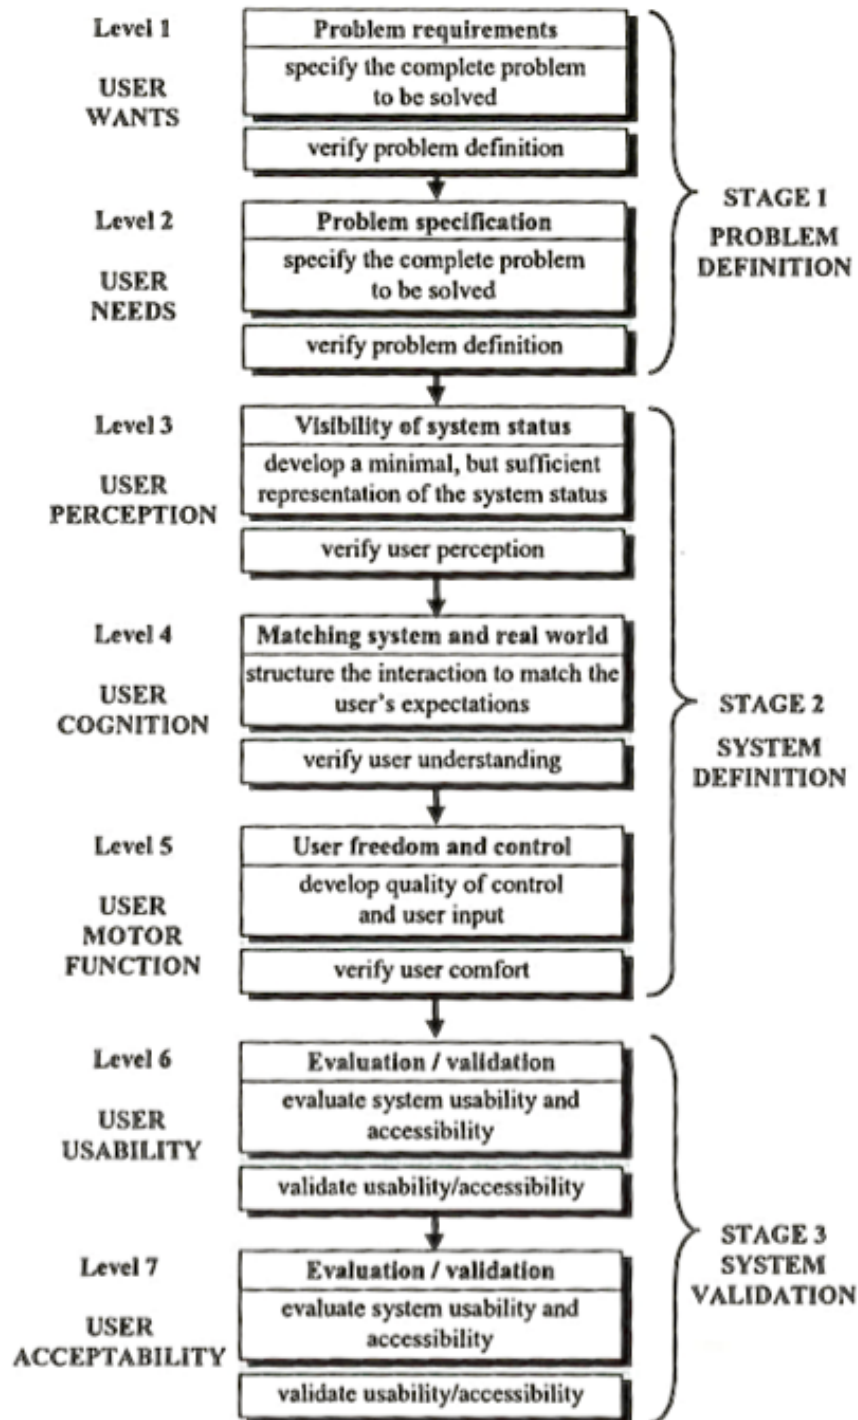 Level 1
USER
WANTS
Problem requirements
specify the complete problem
to be solved
verify problem definition
Level 2
USER
NEEDS
Problem specification
specify the complete problem
to be solved
verify problem definition
STAGE 1
PROBLEM
DEFINITION
Level 3
USER
PERCEPTION
Visibility of system status
develop a minimal, but sufficient
representation of the system status
verify user perception
Level 4
USER
COGNITION
Matching system and real world
structure the interaction to match the
user's expectations
verify user understanding
Level 5
USER
MOTOR
FUNCTION
User freedom and control
develop quality of control
and user input
verify user comfort
STAGE 2
SYSTEM
DEFINITION
Level 6
USER
USABILITY
Evaluation / validation
evaluate system usability and
accessibility
validate usability/accessibility
Level 7
USER
ACCEPTABILITY
Evaluation / validation
evaluate system usability and
accessibility
validate usability/accessibility
STAGE 3
SYSTEM
VALIDATION